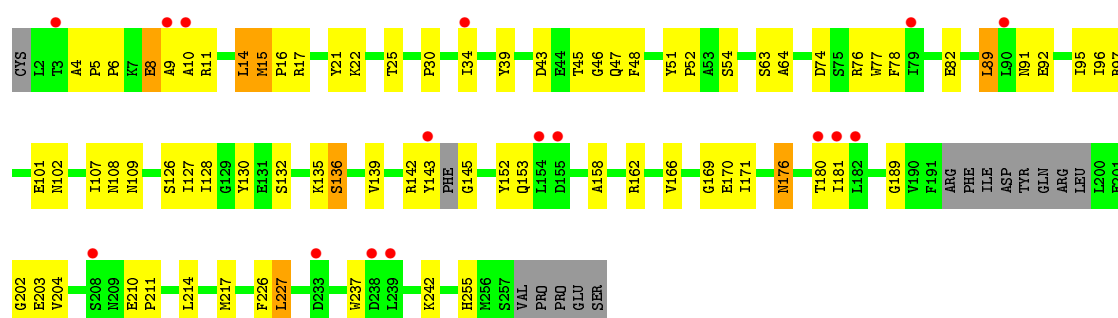 CYS L2 T3 A4 P5 P6 K7 E8 A9 A10 R11 L14 M15 P16 R17 Y21 K22 T25 P30 I34 Y39 D43 E44 T45 G46 Q47 F48 Y51 P52 A53 S54 S63 A64 D74 S75 R76 W77 F78 I79 E82 L89 L90 N91 E92 I95 I96 R97
E101 N102 I107 N108 N109 S126 I127 I128 G129 Y130 E131 S132 K135 S136 V139 R142 Y143 PHE G145 Y152 Q153 L154 D155 A158 R162 V166 G169 E170 I171 N176 T180 I181 L182 G189 V190 F191 ARG PHE ILE ASP TYR GLN ARG LEU L200 E201
G202 E203 V204 S208 N209 E210 P211 L214 M217 F226 L227 D233 W237 D238 L239 K242 H255 M256 S257 VAL PRO PRO GLU SER